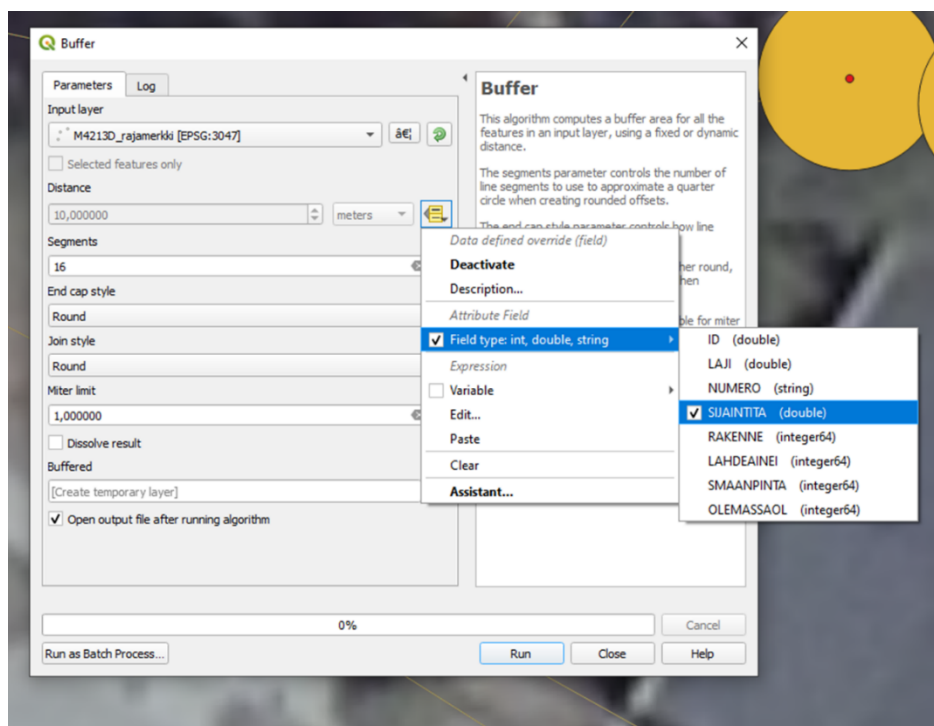 Buffer
Parameters
Log
Input layer
M4213D_rajamerkki [EPSG:3047]
â€¦
Selected features only
Distance
10,000000
meters
Segments
16
End cap style
Round
Join style
Round
Miter limit
1,000000
Dissolve result
Buffered
[Create temporary layer]
Open output file after running algorithm
Buffer
This algorithm computes a buffer area for all the
features in an input layer, using a fixed or dynamic
distance.
The segments parameter controls the number of
line segments to use to approximate a quarter
circle when creating rounded offsets.
The end cap style parameter controls how line
her round,
hen
ble for miter
Data defined override (field)
Deactivate
Description...
Attribute Field
Field type: int, double, string
Expression
Variable
Edit...
Paste
Clear
Assistant...
ID (double)
LAJI (double)
NUMERO (string)
SIJAINTITA (double)
RAKENNE (integer64)
LAHDEAINEI (integer64)
SMAANPINTA (integer64)
OLEMASSAOL (integer64)
0%
Cancel
Run as Batch Process...
Run
Close
Help